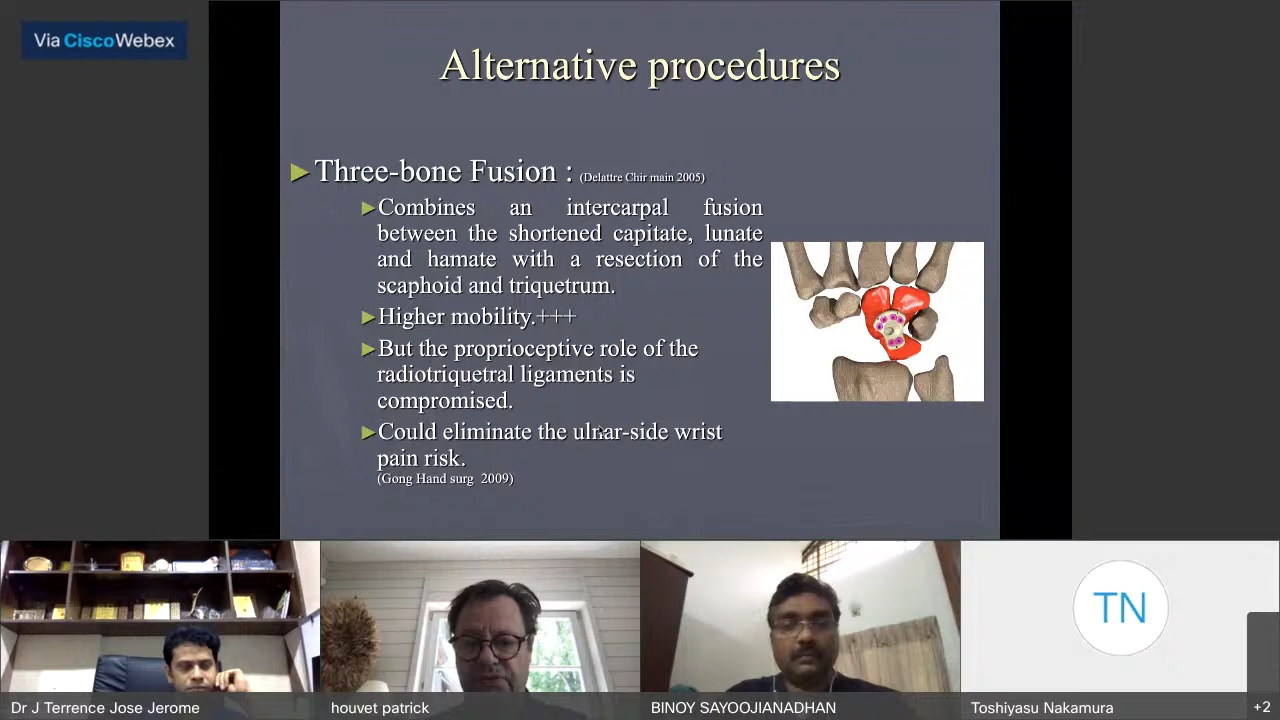 Via CiscoWebex
Alternative procedures
Three-bone Fusion : (Delattre Chir main 2005)
Combines an intercarpal fusion
between the shortened capitate, lunate
and hamate with a resection of the
scaphoid and triquetrum.
Higher mobility.+++
But the proprioceptive role of the
radiotriquetral ligaments is
compromised.
Could eliminate the ulnar-side wrist
pain risk.
(Gong Hand surg 2009)
TN
Dr J Terrence Jose Jerome
houvet patrick
BINOY SAYOOJIANADHAN
Toshiyasu Nakamura
+2